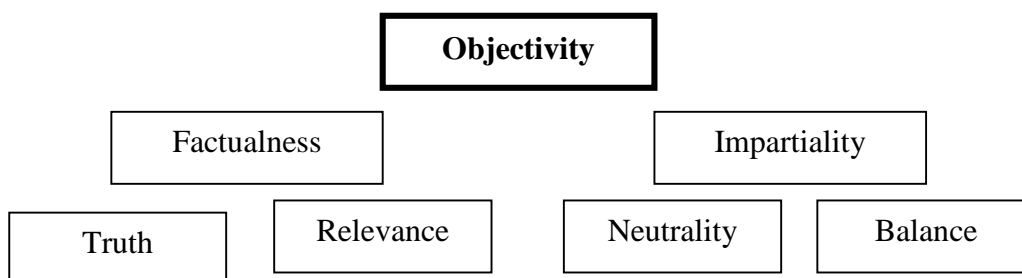 Objectivity
Factualness
Impartiality
Truth
Relevance
Neutrality
Balance